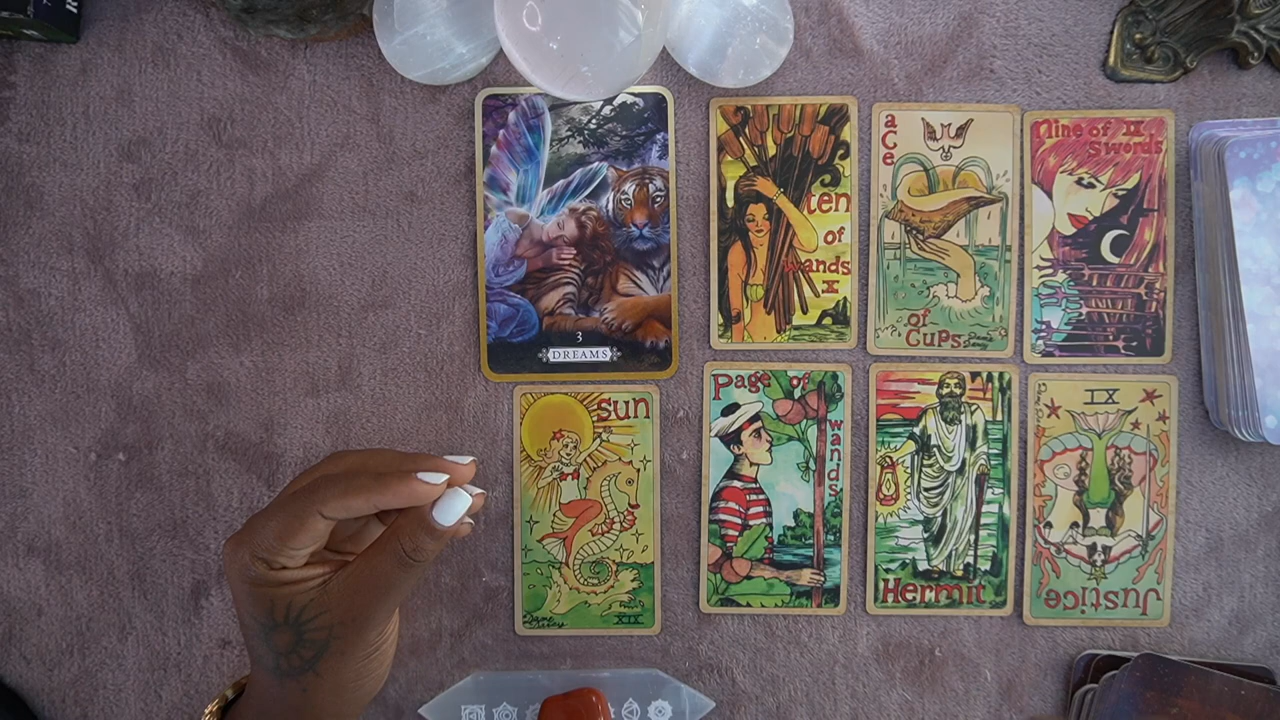 3
DREAMS
ten
of
wands
X
ace
of
Cups
Nine of IX
Swords
sun
XIX
Page of
wands
Hermit
IX
Justice